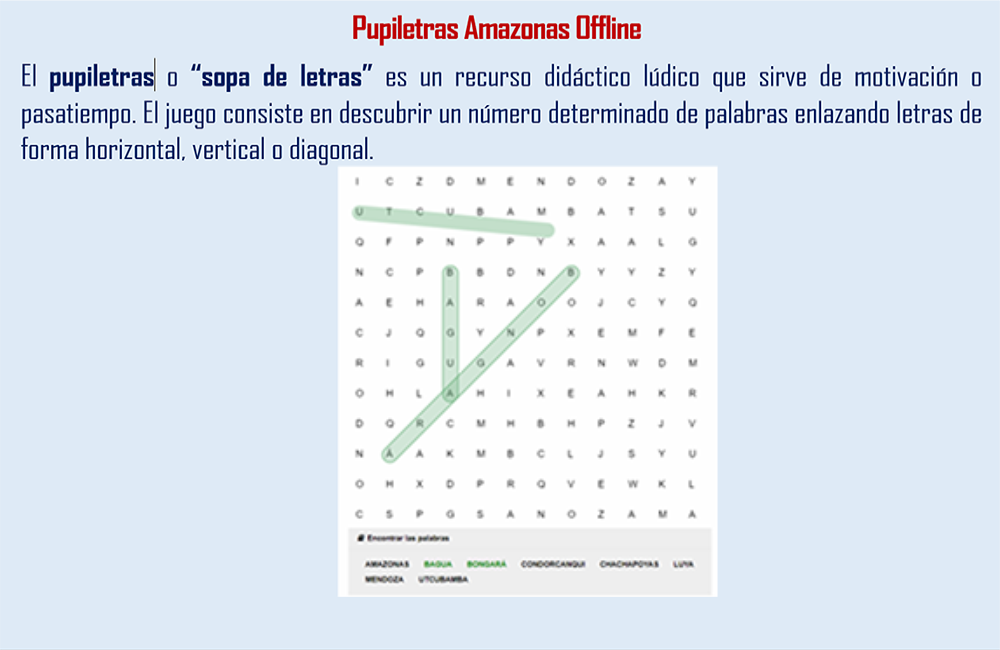 Pupiletras Amazonas Offline
El pupiletras o “sopa de letras” es un recurso didáctico lúdico que sirve de motivación o
pasatiempo. El juego consiste en descubrir un número determinado de palabras enlazando letras de
forma horizontal, vertical o diagonal.
I C Z D M E N D O Z A Y
U T C U B A M B A T S U
Q F P N P P Y X A A L G
N C P B B D N B Y Y Z Y
A E H A R A O O J C Y Q
C J Q G Y N P X E M F E
R I G U G A V R N W D M
O H L A H I X E A H K R
D Q R C M H B H P Z J V
N A A K M B C L J S Y U
O H X D P R Q V E W K L
C S P G S A N O Z A M A
Encontrar las palabras
AMAZONAS BAGUA BONGARÁ CONDORCANQUI CHACHAPOYAS LUYA
MENDOZA UTCUBAMBA